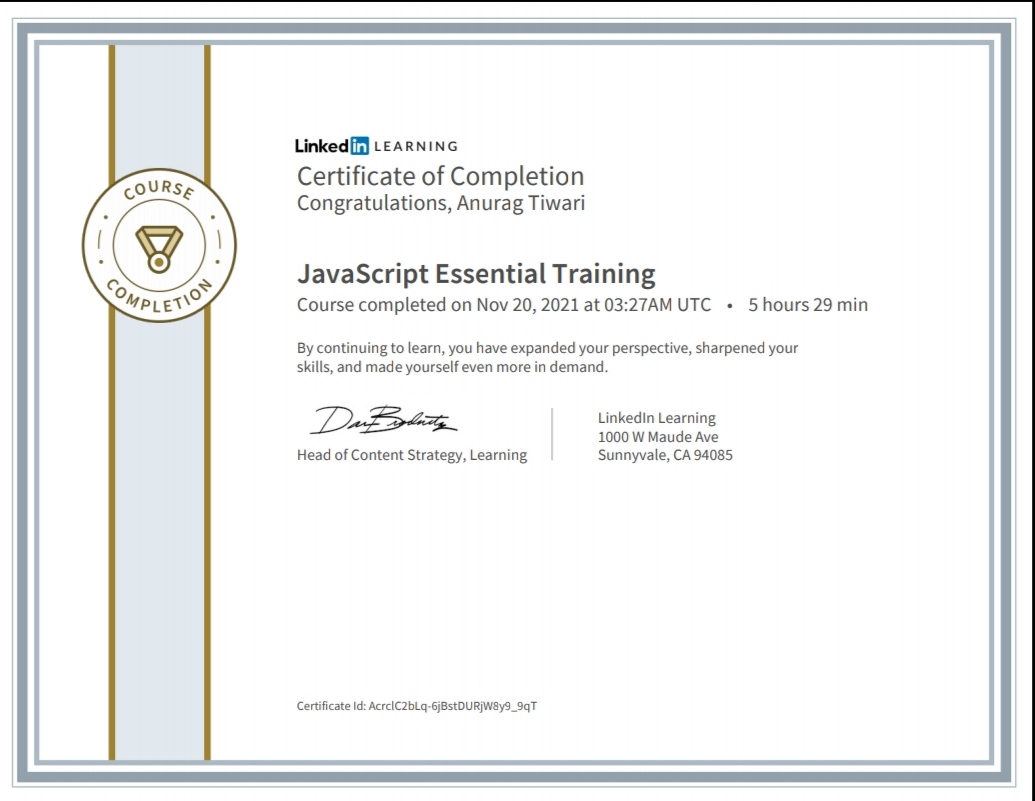 COURSE
COMPLETION
Linked in LEARNING
Certificate of Completion
Congratulations, Anurag Tiwari
JavaScript Essential Training
Course completed on Nov 20, 2021 at 03:27AM UTC • 5 hours 29 min
By continuing to learn, you have expanded your perspective, sharpened your
skills, and made yourself even more in demand.
Head of Content Strategy, Learning
LinkedIn Learning
1000 W Maude Ave
Sunnyvale, CA 94085
Certificate Id: AcrclC2bLq-6jBstDURjW8y9_9qT